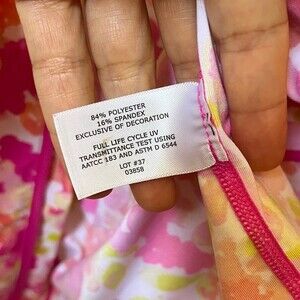 84% POLYESTER
16% SPANDEX
EXCLUSIVE OF DECORATION
FULL LIFE CYCLE UV
TRANSMITTANCE TEST USING
AATCC 183 AND ASTM D 6544
LOT #37
03858